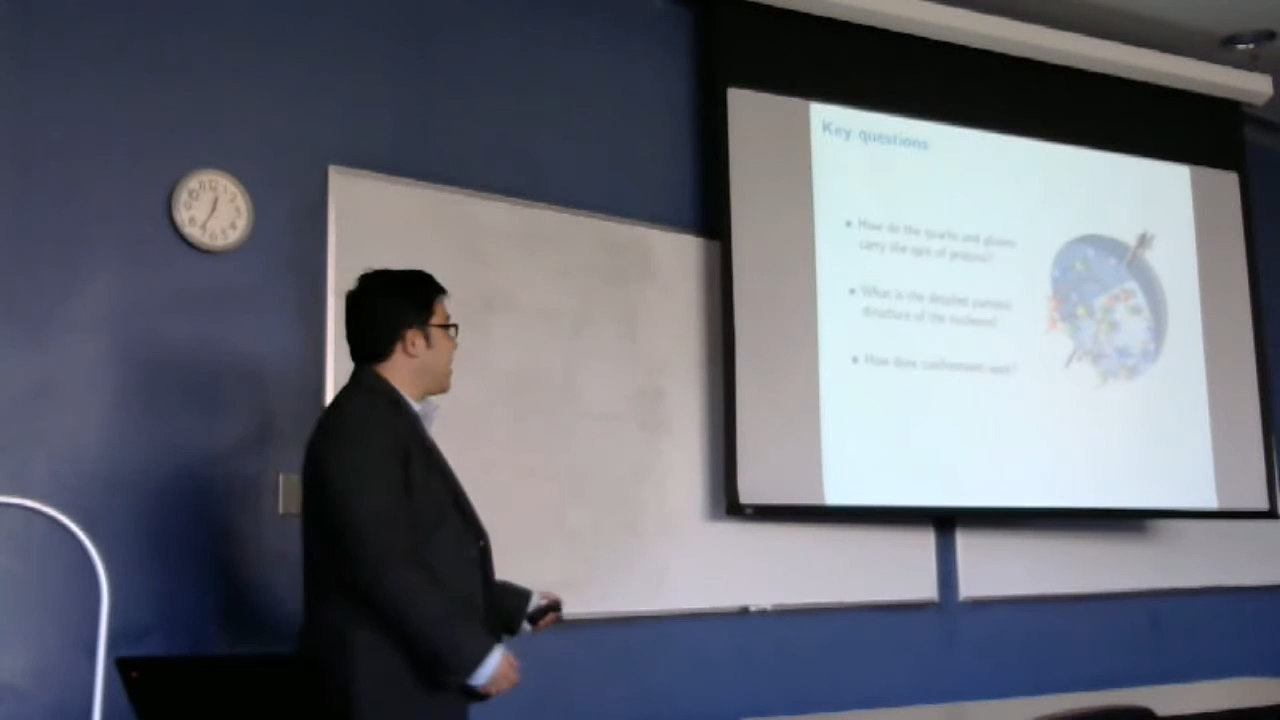 Key questions
How do the quarks and gluons
carry the spin of protons?
What is the detailed partonic
structure of the nucleons?
How does confinement work?